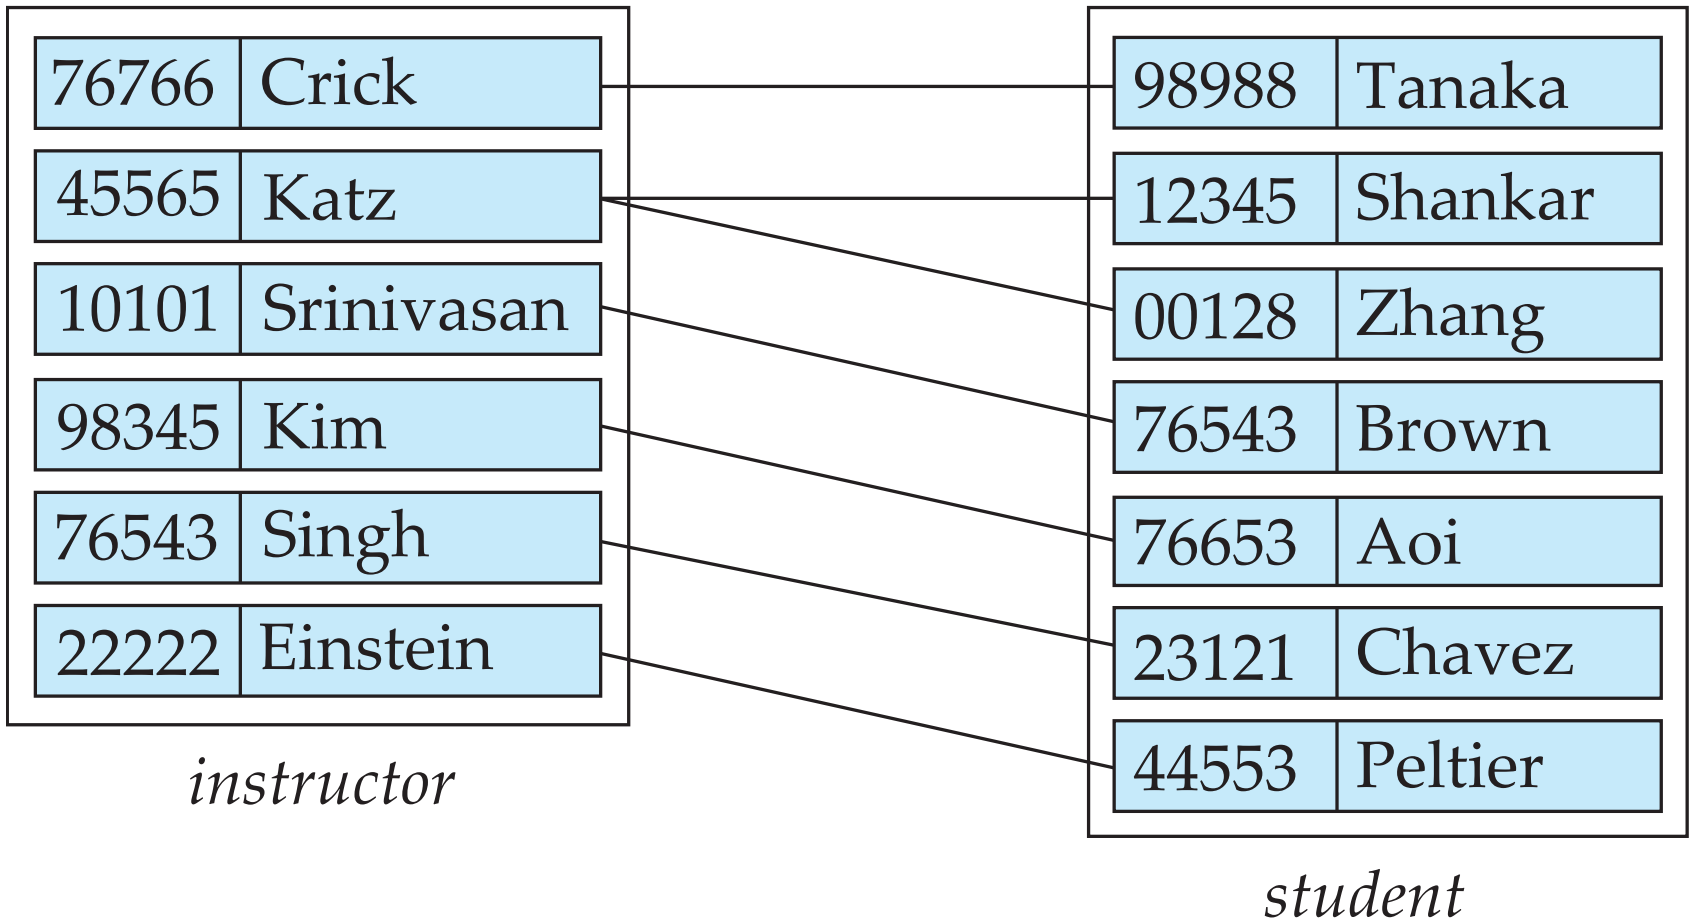 76766 Crick
45565 Katz
10101 Srinivasan
98345 Kim
76543 Singh
22222 Einstein
instructor
98988 Tanaka
12345 Shankar
00128 Zhang
76543 Brown
76653 Aoi
23121 Chavez
44553 Peltier
student